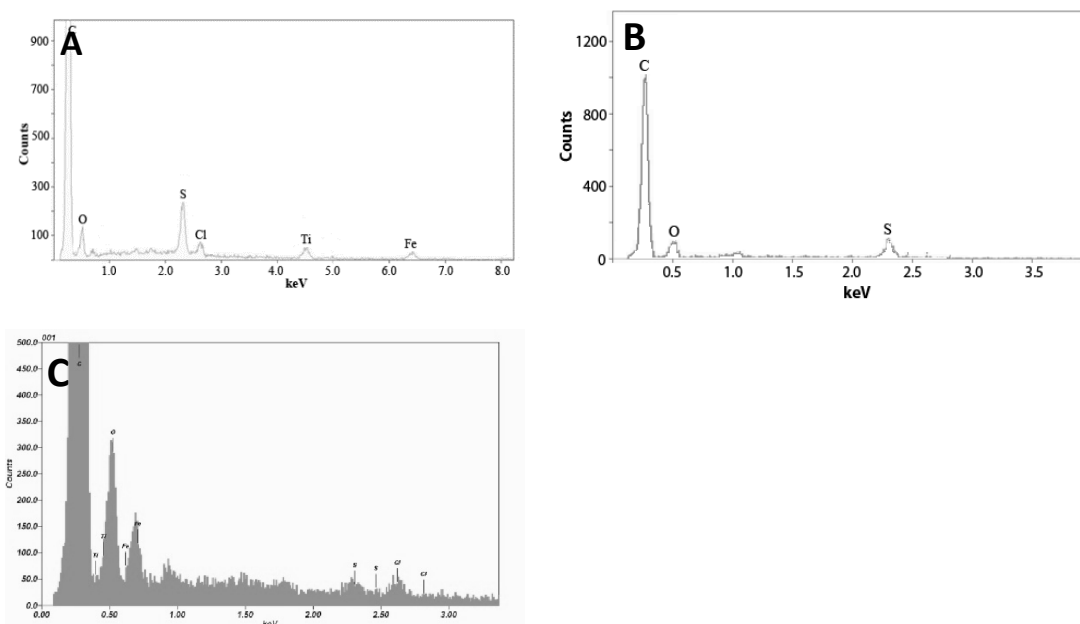 A
C
900
700
500
300
100
Counts
O
S
Cl
Ti
Fe
1.0 2.0 3.0 4.0 5.0 6.0 7.0 8.0
keV
B
1200
800
400
0
Counts
C
O
S
0.5 1.0 1.5 2.0 2.5 3.0 3.5
keV
C
001
500.0
450.0
400.0
350.0
300.0
250.0
200.0
150.0
100.0
50.0
0.0
Counts
C
O
Ti
Ti
Fe
Fe
S
S
Cl
Cl
0.00 0.50 1.00 1.50 2.00 2.50 3.00
keV